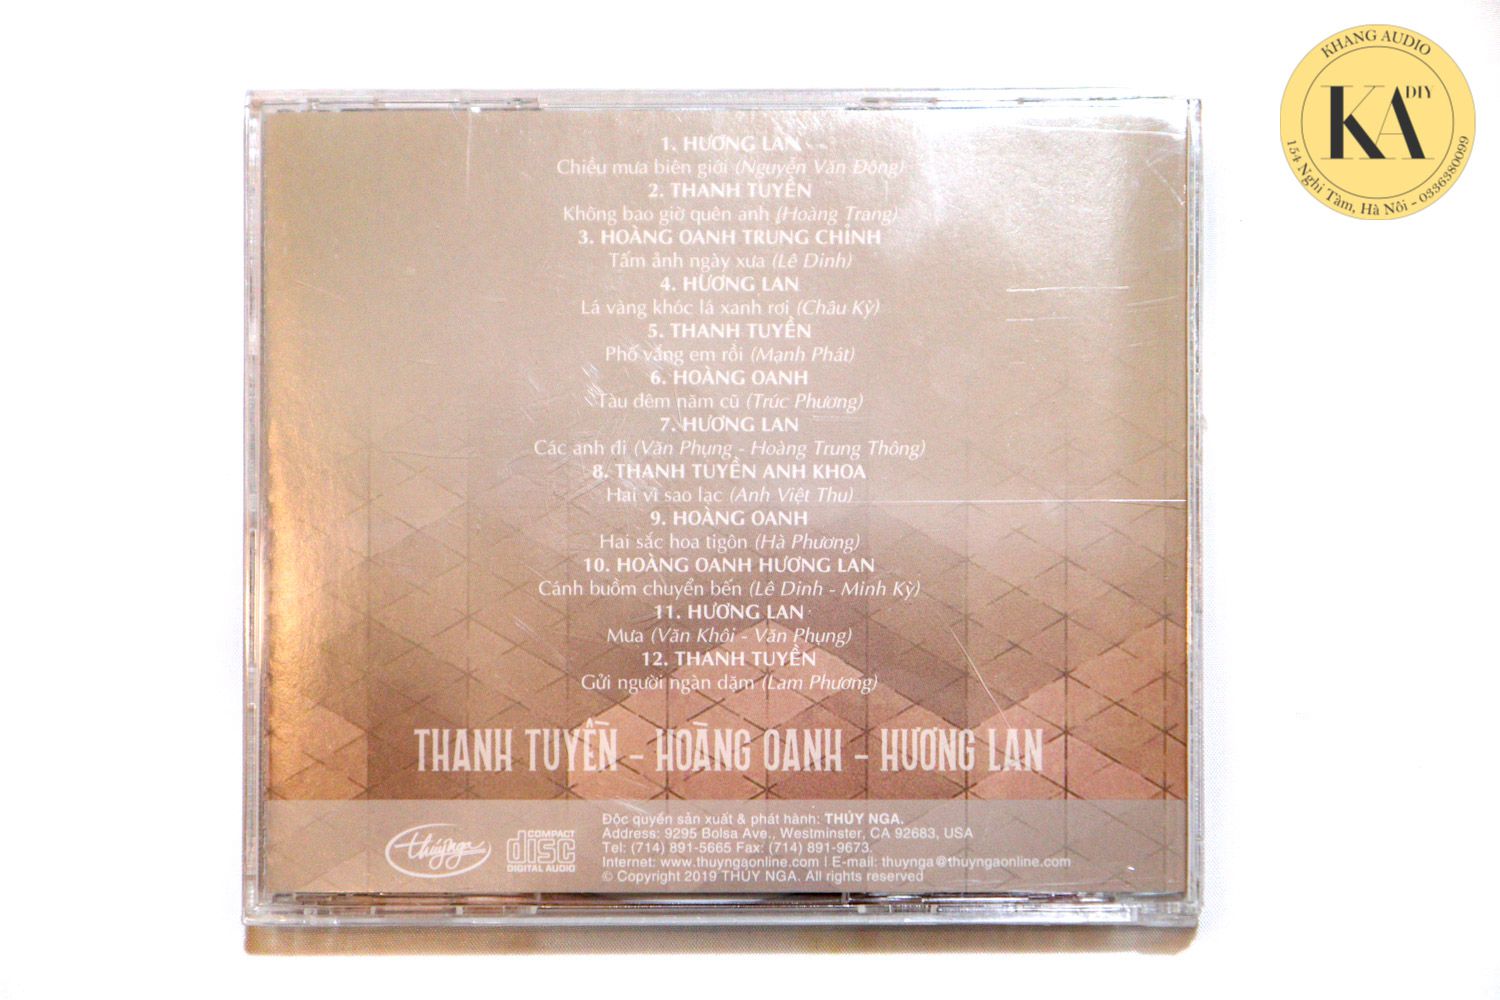 KHANG AUDIO
KA DIY
154 Nghi Tàm, Hà Nôi - 0336380099
1. HƯƠNG LAN
Chiều mưa biên giới (Nguyễn Văn Đông)
2. THANH TUYỀN
Không bao giờ quên anh (Hoàng Trang)
3. HOÀNG OANH TRUNG CHỈNH
Tấm ảnh ngày xưa (Lê Dinh)
4. HƯƠNG LAN
Lá vàng khóc lá xanh rơi (Châu Kỳ)
5. THANH TUYỀN
Phố vắng em rồi (Mạnh Phát)
6. HOÀNG OANH
Tàu đêm năm cũ (Trúc Phương)
7. HƯƠNG LAN
Các anh đi (Văn Phụng - Hoàng Trung Thông)
8. THANH TUYỀN ANH KHOA
Hai vì sao lạc (Anh Việt Thu)
9. HOÀNG OANH
Hai sắc hoa tigôn (Hà Phương)
10. HOÀNG OANH HƯƠNG LAN
Cánh buồm chuyển bến (Lê Dinh - Minh Kỳ)
11. HƯƠNG LAN
Mưa (Văn Khôi - Văn Phụng)
12. THANH TUYỀN
Gửi người ngàn dặm (Lam Phương)
THANH TUYỀN - HOÀNG OANH - HƯƠNG LAN
thúy nga
COMPACT
disc
DIGITAL AUDIO
Độc quyền sản xuất & phát hành: THÚY NGA.
Address: 9295 Bolsa Ave., Westminster, CA 92683, USA
Tel: (714) 891-5665 Fax: (714) 891-9673.
Internet: www.thuyngaonline.com | E-mail: thuynga@thuyngaonline.com
© Copyright 2019 THÚY NGA. All rights reserved